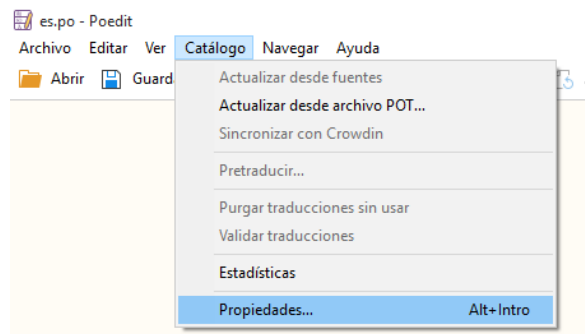 es.po - Poedit
Archivo Editar Ver Catálogo Navegar Ayuda
Abrir Guard
Actualizar desde fuentes
Actualizar desde archivo POT...
Sincronizar con Crowdin
Pretraducir...
Purgar traducciones sin usar
Validar traducciones
Estadísticas
Propiedades... Alt+Intro